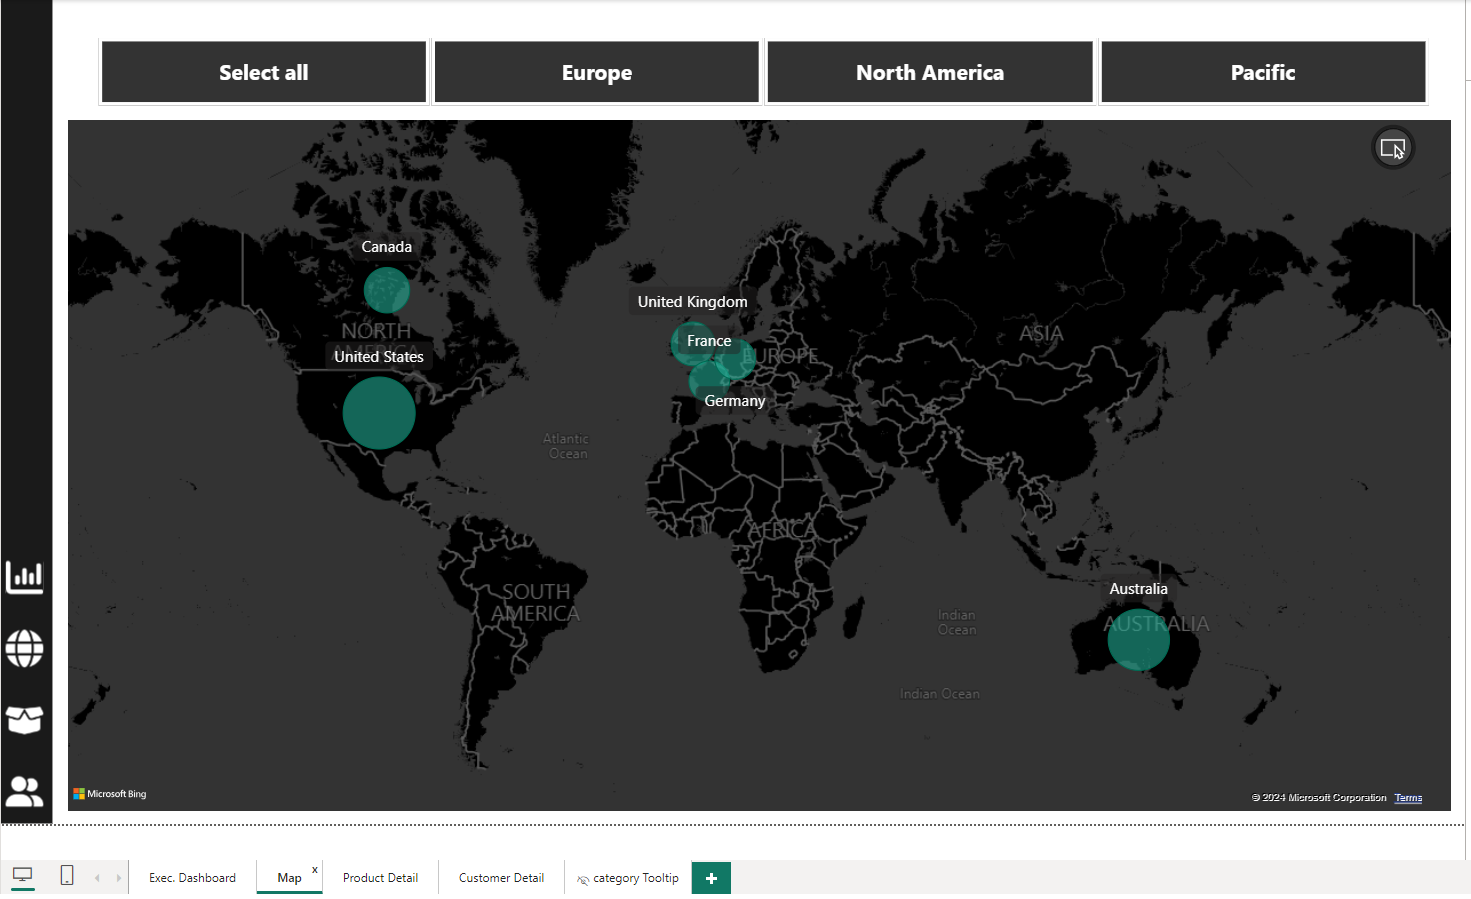 Select all
Europe
North America
Pacific
Canada
NORTH
AMERICA
United States
United Kingdom
France
EUROPE
Germany
ASIA
Atlantic
Ocean
AFRICA
SOUTH
AMERICA
Australia
AUSTRALIA
Indian
Ocean
Indian Ocean
Microsoft Bing
© 2024 Microsoft Corporation Terms
Exec. Dashboard
Map
x
Product Detail
Customer Detail
category Tooltip
+